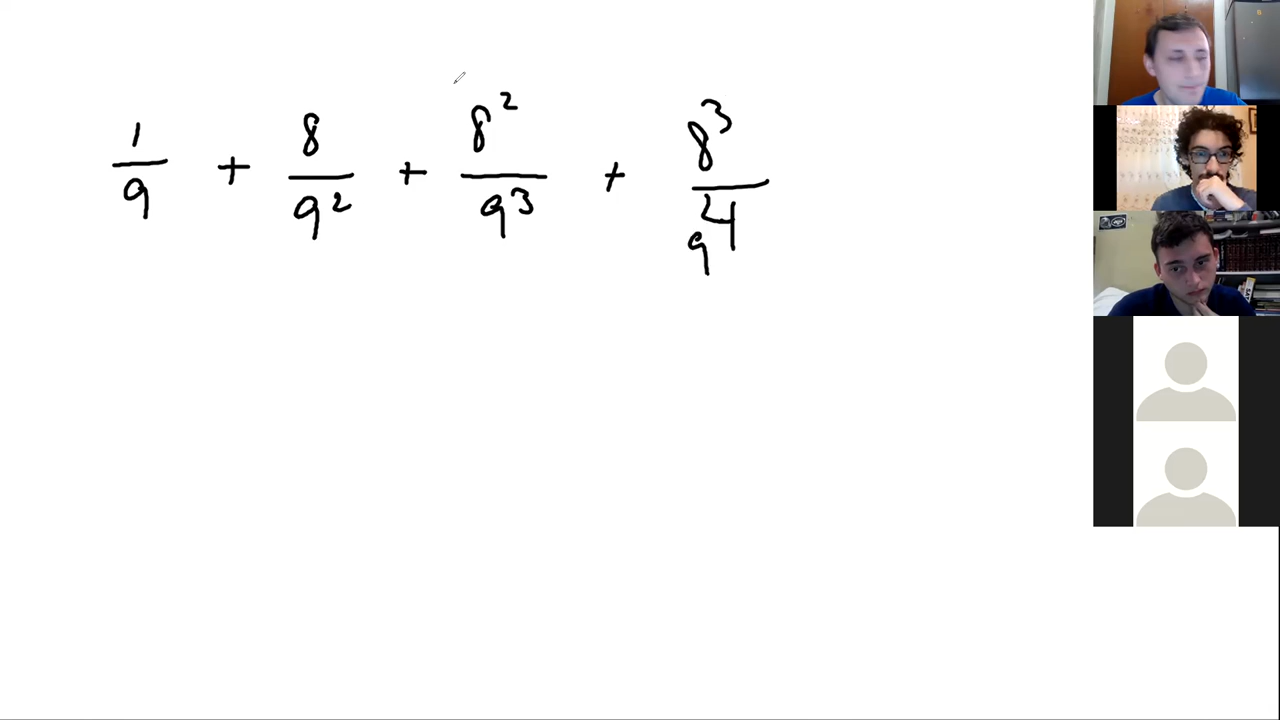 1/9 + 8/9² + 8²/9³ + 8³/9⁴